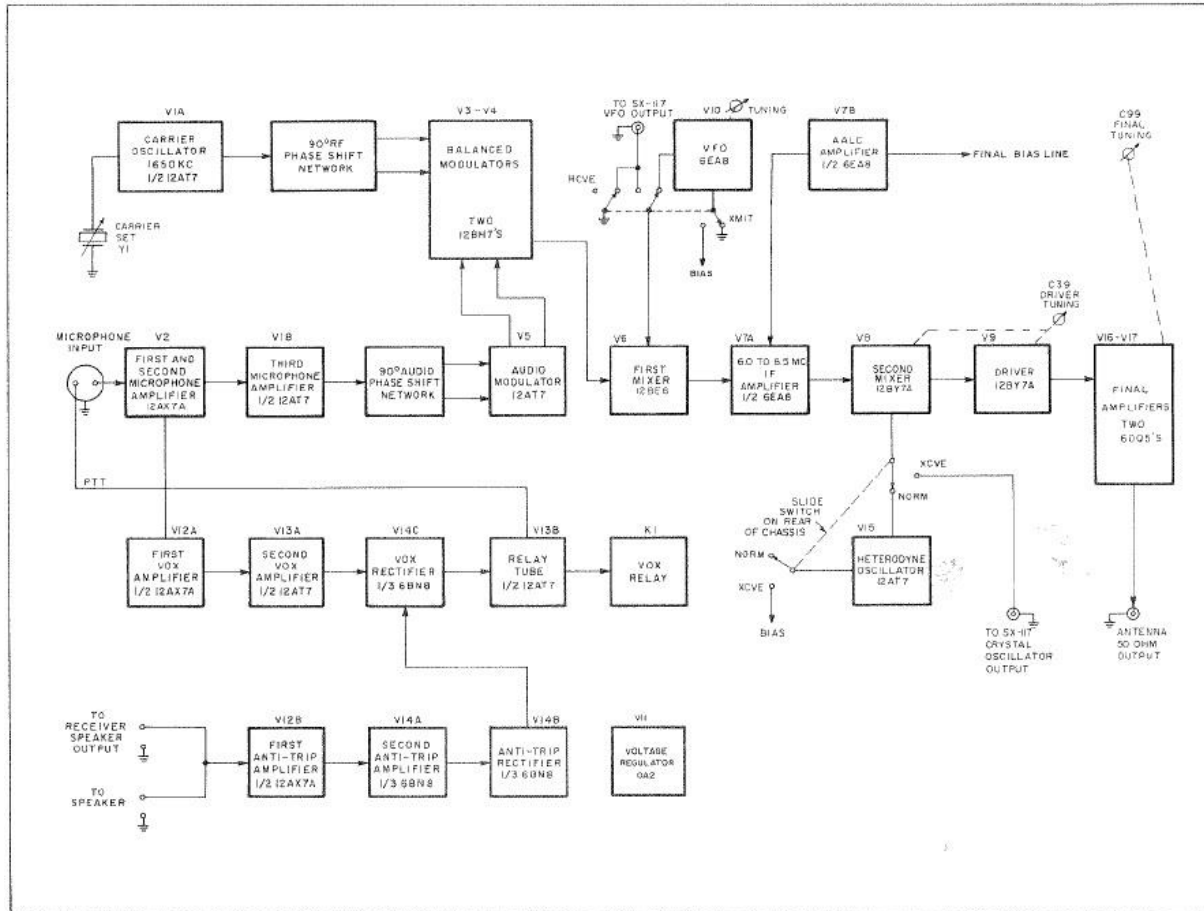 V1A
CARRIER
OSCILLATOR
1650KC
1/2 12AT7
90° RF
PHASE SHIFT
NETWORK
V3-V4
BALANCED
MODULATORS
TWO
12BH7'S
TO SX-117
VFO OUTPUT
V10
TUNING
VFO
6EA8
RCVE
XMIT
BIAS
V7B
AALC
AMPLIFIER
1/2 6EA8
FINAL BIAS LINE
C99
FINAL
TUNING
CARRIER
SET
Y1
MICROPHONE
INPUT
V2
FIRST AND
SECOND
MICROPHONE
AMPLIFIER
12AX7A
V1B
THIRD
MICROPHONE
AMPLIFIER
1/2 12AT7
90° AUDIO
PHASE SHIFT
NETWORK
V5
AUDIO
MODULATOR
12AT7
V6
FIRST
MIXER
12BE6
V7A
6.0 TO 6.5 MC
IF
AMPLIFIER
1/2 6EA8
V8
SECOND
MIXER
12BY7A
C39
DRIVER
TUNING
V9
DRIVER
12BY7A
V16-V17
FINAL
AMPLIFIERS
TWO
6DQ5'S
PTT
V12A
FIRST
VOX
AMPLIFIER
1/2 12AX7A
V13A
SECOND
VOX
AMPLIFIER
1/2 12AT7
V14C
VOX
RECTIFIER
1/3 6BN8
V13B
RELAY
TUBE
1/2 12AT7
K1
VOX
RELAY
SLIDE
SWITCH
ON REAR
OF CHASSIS
NORM
XCVE
BIAS
XCVE
NORM
V15
HETERODYNE
OSCILLATOR
12AT7
TO SX-117
CRYSTAL
OSCILLATOR
OUTPUT
ANTENNA
50 OHM
OUTPUT
TO
RECEIVER
SPEAKER
OUTPUT
TO
SPEAKER
V12B
FIRST
ANTI-TRIP
AMPLIFIER
1/2 12AX7A
V14A
SECOND
ANTI-TRIP
AMPLIFIER
1/3 6BN8
V14B
ANTI-TRIP
RECTIFIER
1/3 6BN8
V11
VOLTAGE
REGULATOR
OA2